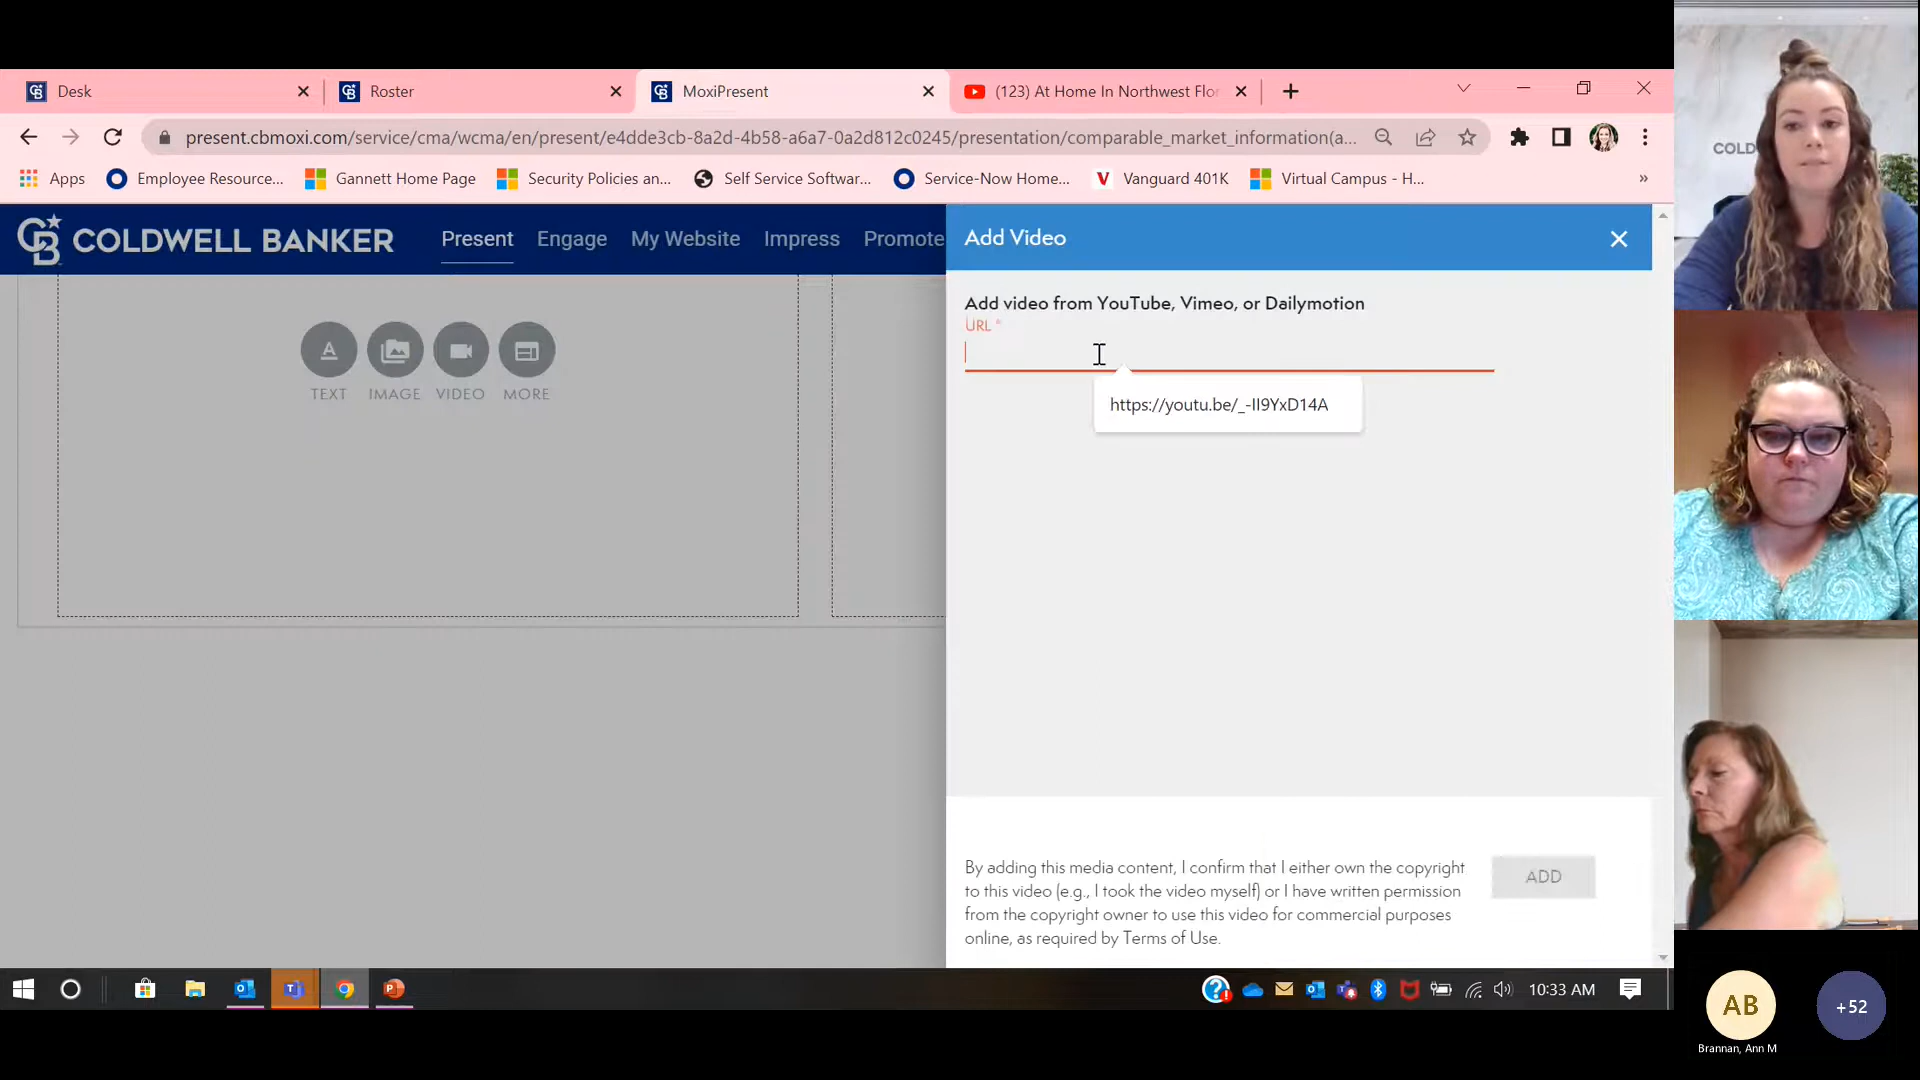 Desk
Roster
MoxiPresent
(123) At Home In Northwest Flor
present.cbmoxi.com/service/cma/wcma/en/present/e4dde3cb-8a2d-4b58-a6a7-0a2d812c0245/presentation/comparable_market_information(a...
Apps
Employee Resource...
Gannett Home Page
Security Policies an...
Self Service Softwar...
Service-Now Home...
Vanguard 401K
Virtual Campus - H...
»
COLDWELL BANKER
Present
Engage
My Website
Impress
Promote
Add Video
Add video from YouTube, Vimeo, or Dailymotion
URL *
https://youtu.be/_-II9YxD14A
TEXT
IMAGE
VIDEO
MORE
By adding this media content, I confirm that I either own the copyright
to this video (e.g., I took the video myself) or I have written permission
from the copyright owner to use this video for commercial purposes
online, as required by Terms of Use.
ADD
10:33 AM
COLD
AB
+52
Brannan, Ann M